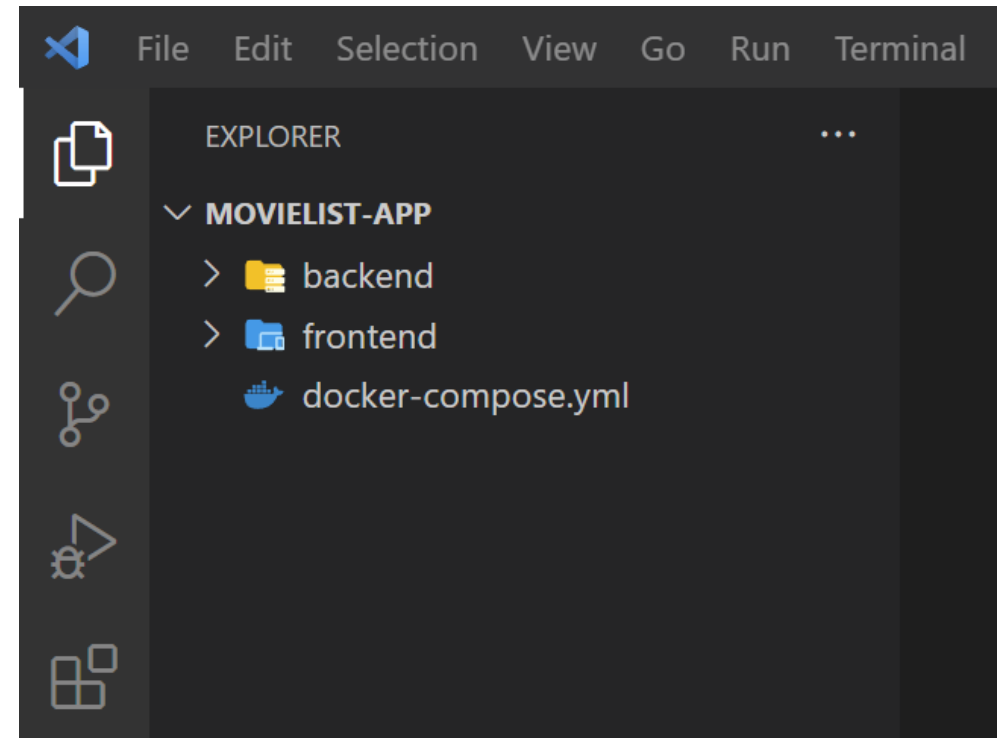 File Edit Selection View Go Run Terminal
EXPLORER ...
MOVIELIST-APP
backend
frontend
docker-compose.yml